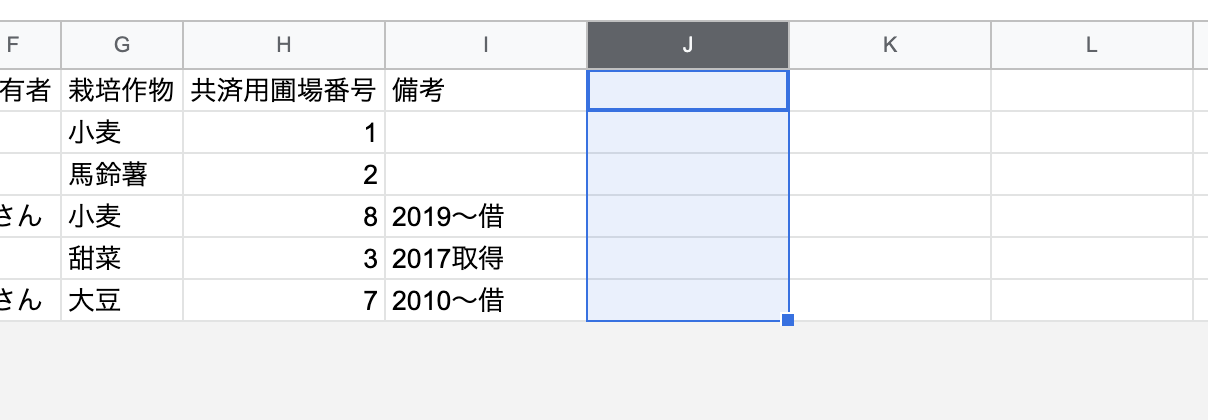 F G H I J K L
有者 栽培作物 共済用圃場番号 備考
小麦 1
馬鈴薯 2
さん 小麦 8 2019〜借
甜菜 3 2017取得
さん 大豆 7 2010〜借